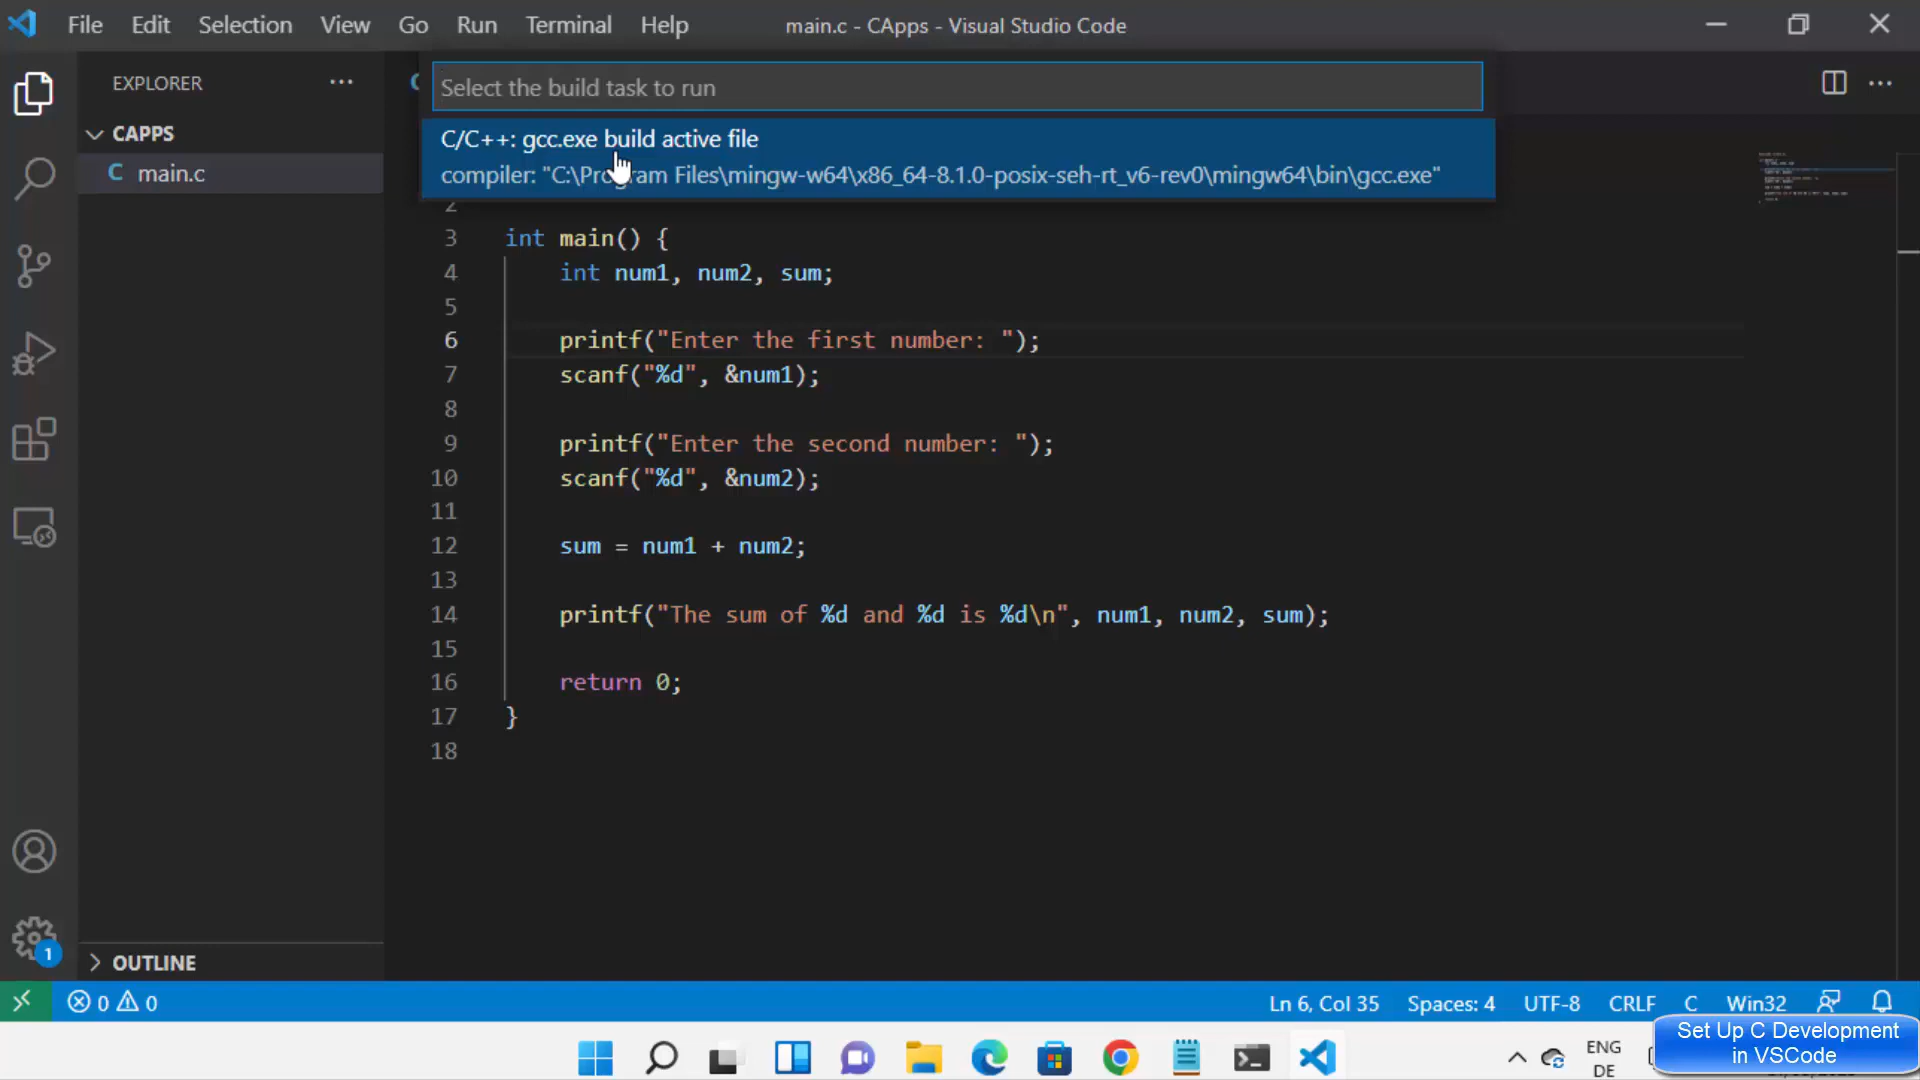 File Edit Selection View Go Run Terminal Help
main.c - CApps - Visual Studio Code
EXPLORER
CAPPS
C main.c
Select the build task to run
C/C++: gcc.exe build active file
compiler: "C:\Program Files\mingw-w64\x86_64-8.1.0-posix-seh-rt_v6-rev0\mingw64\bin\gcc.exe"
2
3 int main() {
4 int num1, num2, sum;
5
6 printf("Enter the first number: ");
7 scanf("%d", &num1);
8
9 printf("Enter the second number: ");
10 scanf("%d", &num2);
11
12 sum = num1 + num2;
13
14 printf("The sum of %d and %d is %d\n", num1, num2, sum);
15
16 return 0;
17 }
18
1
OUTLINE
0 0
Ln 6, Col 35 Spaces: 4 UTF-8 CRLF C Win32
Set Up C Development
in VSCode
ENG
DE